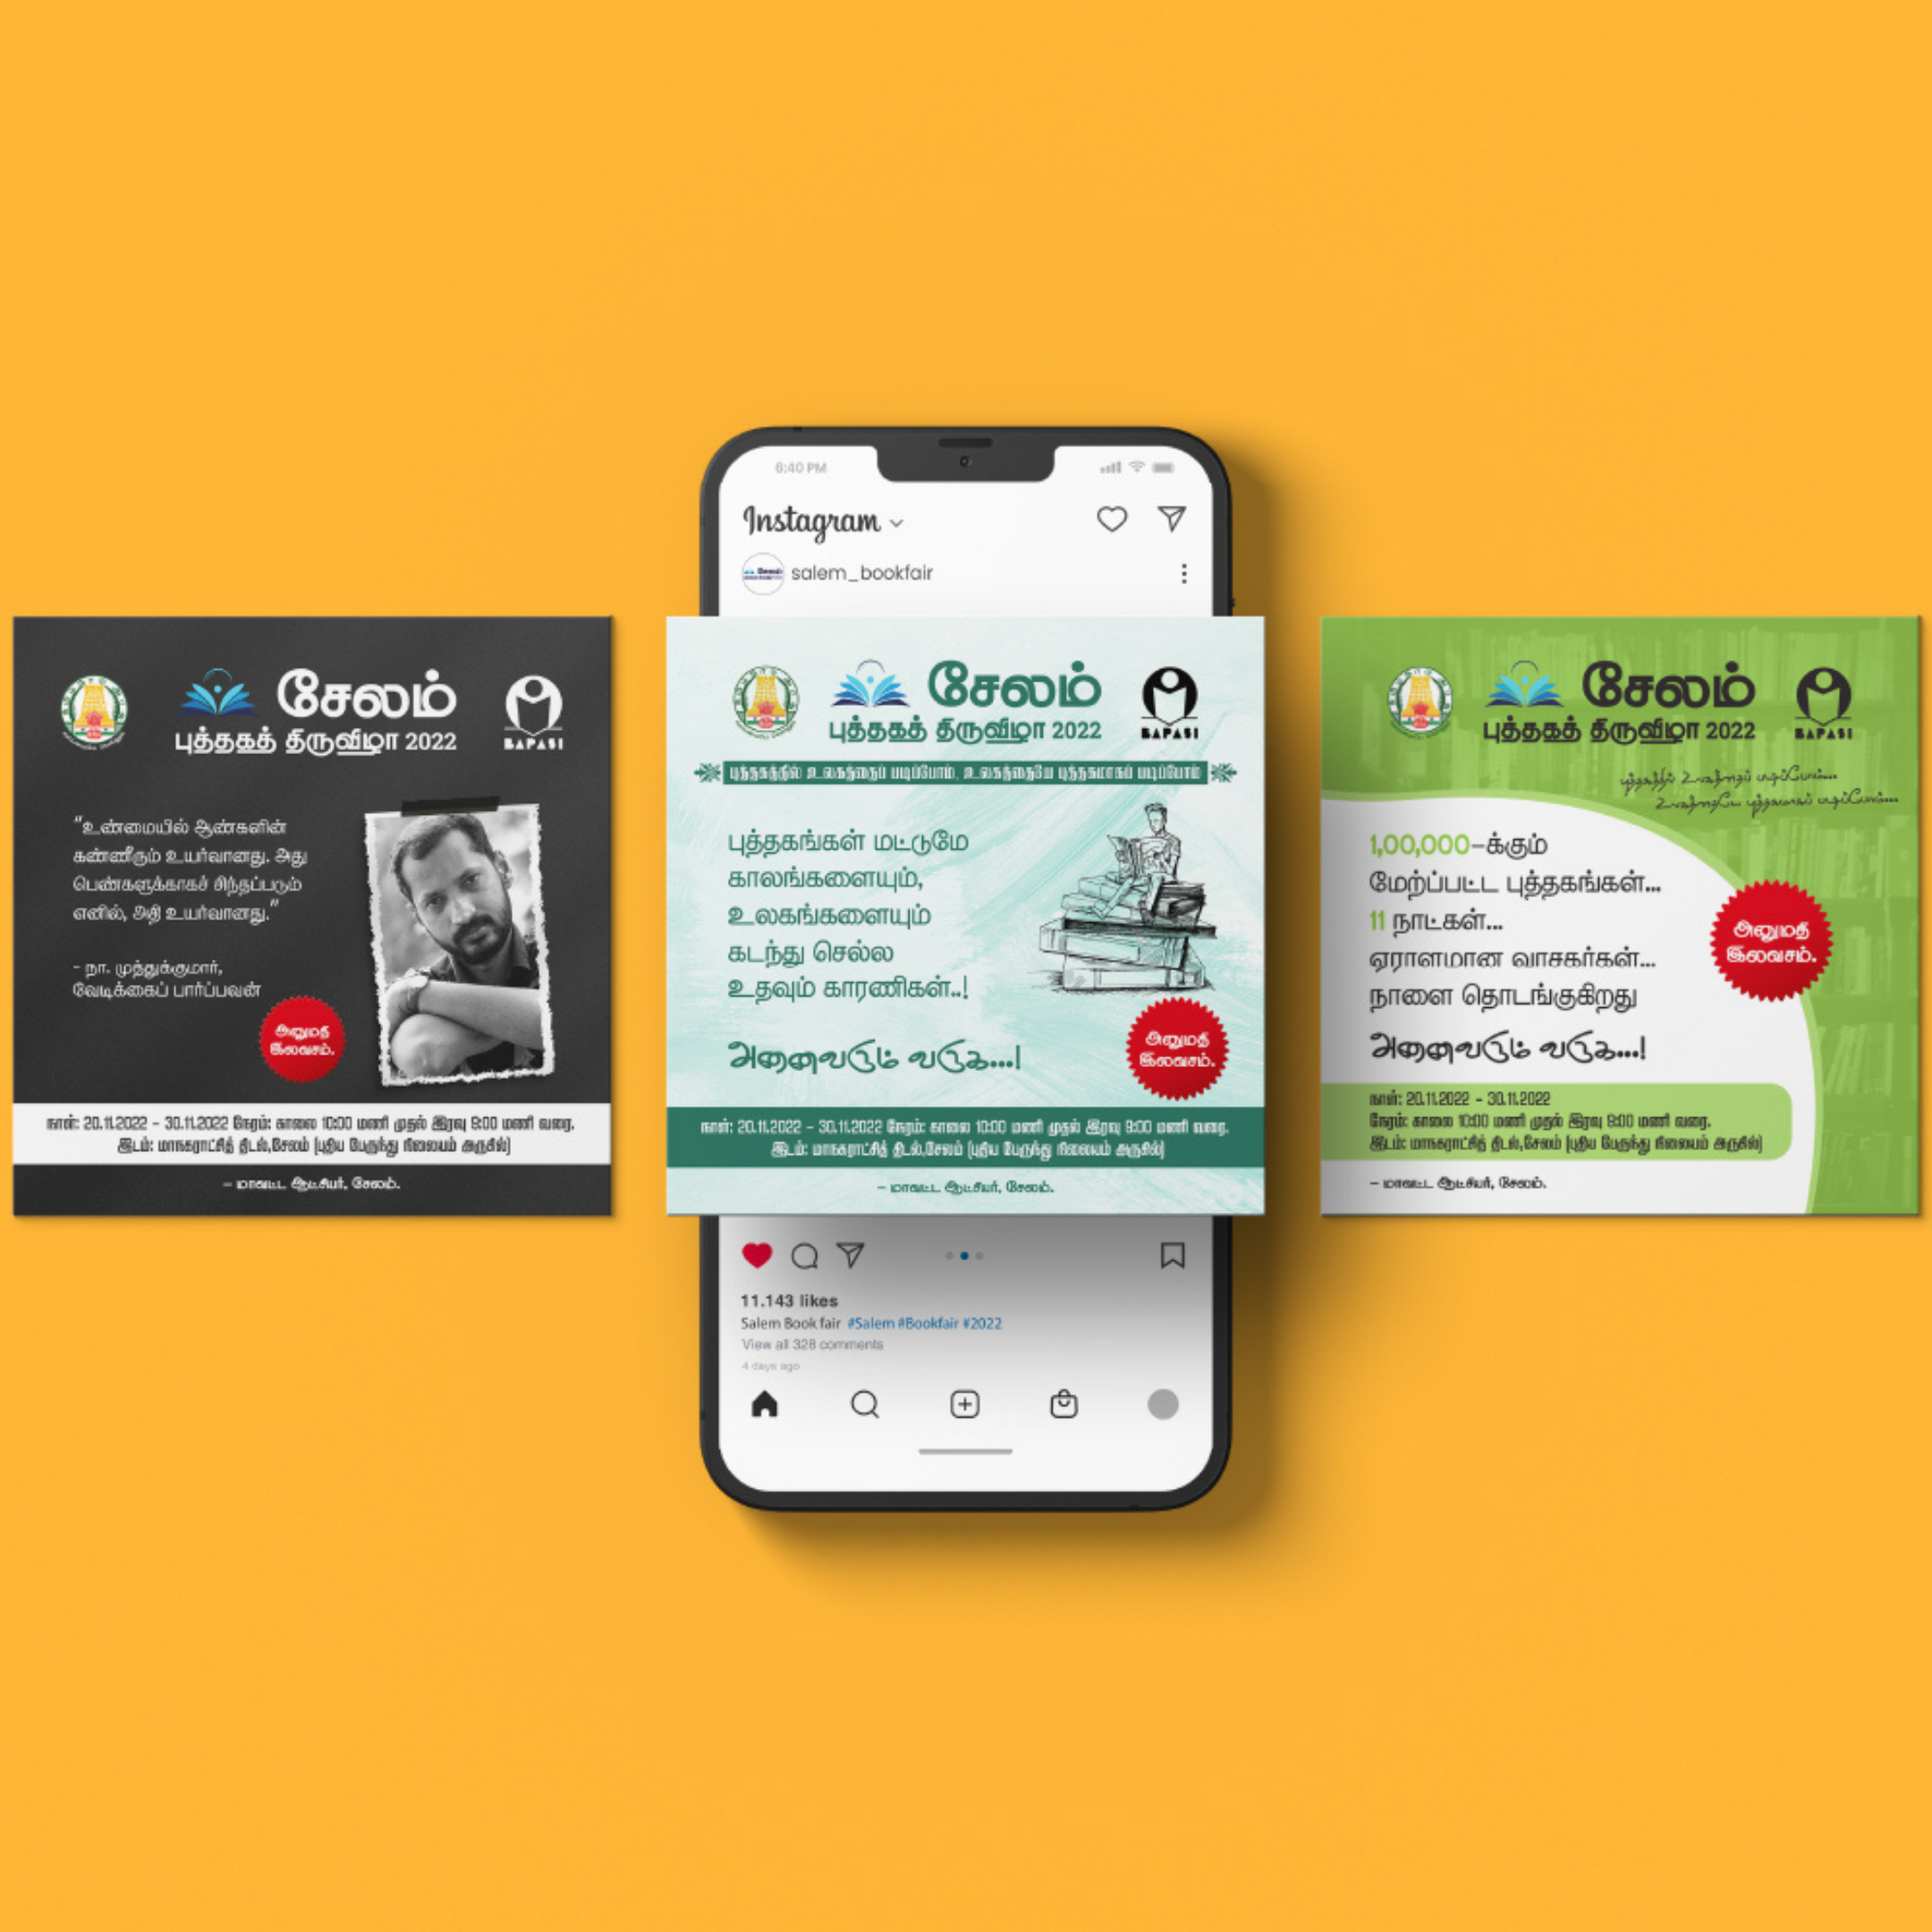 6:40 PM
Instagram
salem_bookfair
சேலம்
புத்தகத் திருவிழா 2022
BAPASI
“உண்மையில் ஆண்களின்
கண்ணீரும் உயர்வானது. அது
பெண்களுக்காகச் சிந்தப்படும்
எனில், அதி உயர்வானது.”
- நா. முத்துக்குமார்,
வேடிக்கைப் பார்ப்பவன்
அனுமதி
இலவசம்.
நாள்: 20.11.2022 - 30.11.2022 நேரம்: காலை 10:00 மணி முதல் இரவு 9:00 மணி வரை.
இடம்: மாநகராட்சித் திடல்,சேலம் (புதிய பேருந்து நிலையம் அருகில்)
– மாவட்ட ஆட்சியர், சேலம்.
சேலம்
புத்தகத் திருவிழா 2022
BAPASI
புத்தகத்தில் உலகத்தைப் படிப்போம், உலகத்தையே புத்தகமாகப் படிப்போம்
புத்தகங்கள் மட்டுமே
காலங்களையும்,
உலகங்களையும்
கடந்து செல்ல
உதவும் காரணிகள்..!
அனைவரும் வருக...!
அனுமதி
இலவசம்.
நாள்: 20.11.2022 - 30.11.2022 நேரம்: காலை 10:00 மணி முதல் இரவு 9:00 மணி வரை.
இடம்: மாநகராட்சித் திடல்,சேலம் (புதிய பேருந்து நிலையம் அருகில்)
– மாவட்ட ஆட்சியர், சேலம்.
சேலம்
புத்தகத் திருவிழா 2022
BAPASI
புத்தகத்தில் உலகத்தைப் படிப்போம்...
உலகத்தையே புத்தகமாகப் படிப்போம்...
1,00,000-க்கும்
மேற்ப்பட்ட புத்தகங்கள்...
11 நாட்கள்...
ஏராளமான வாசகர்கள்...
நாளை தொடங்குகிறது
அனைவரும் வருக...!
அனுமதி
இலவசம்.
நாள்: 20.11.2022 - 30.11.2022
நேரம்: காலை 10:00 மணி முதல் இரவு 9:00 மணி வரை.
இடம்: மாநகராட்சித் திடல்,சேலம் (புதிய பேருந்து நிலையம் அருகில்)
– மாவட்ட ஆட்சியர், சேலம்.
11.143 likes
Salem Book fair #Salem #Bookfair #2022
View all 328 comments
4 days ago